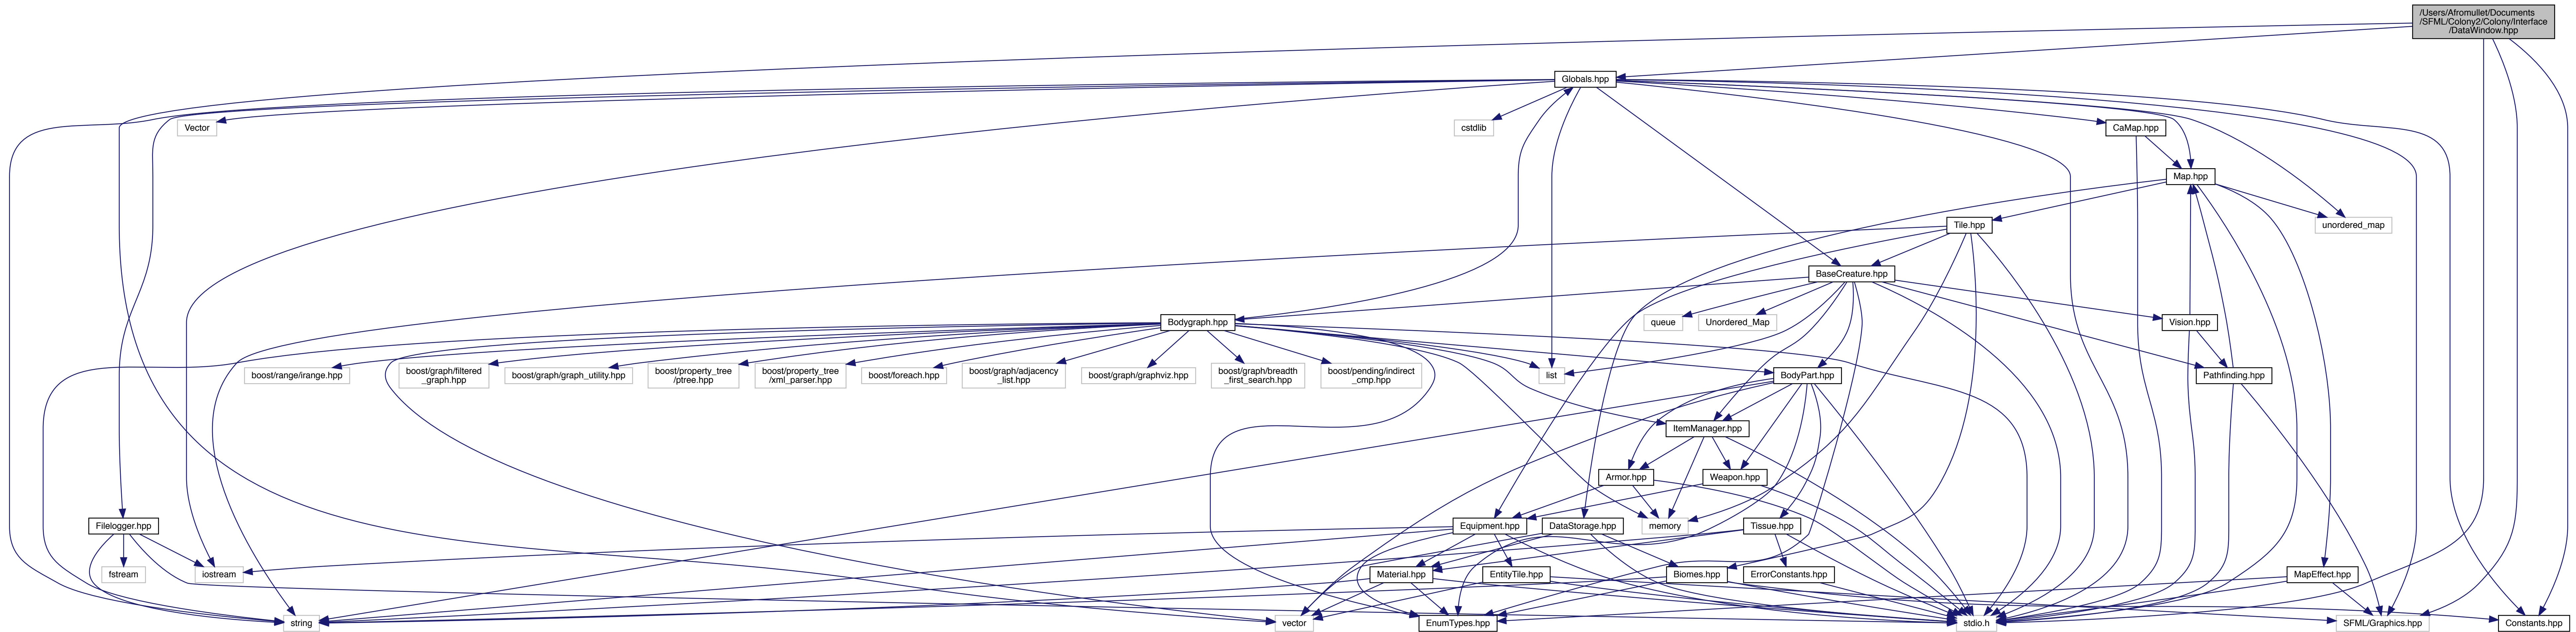 /Users/Afromullet/Documents
/SFML/Colony2/Colony/Interface
/DataWindow.hpp
Globals.hpp
Vector
cstdlib
CaMap.hpp
Map.hpp
Tile.hpp
unordered_map
BaseCreature.hpp
Bodygraph.hpp
queue
Unordered_Map
Vision.hpp
boost/range/irange.hpp
boost/graph/filtered
_graph.hpp
boost/graph/graph_utility.hpp
boost/property_tree
/ptree.hpp
boost/property_tree
/xml_parser.hpp
boost/foreach.hpp
boost/graph/adjacency
_list.hpp
boost/graph/graphviz.hpp
boost/graph/breadth
_first_search.hpp
boost/pending/indirect
_cmp.hpp
list
BodyPart.hpp
Pathfinding.hpp
ItemManager.hpp
Armor.hpp
Weapon.hpp
Filelogger.hpp
Equipment.hpp
DataStorage.hpp
memory
Tissue.hpp
fstream
iostream
Material.hpp
EntityTile.hpp
Biomes.hpp
ErrorConstants.hpp
MapEffect.hpp
string
vector
EnumTypes.hpp
stdio.h
SFML/Graphics.hpp
Constants.hpp